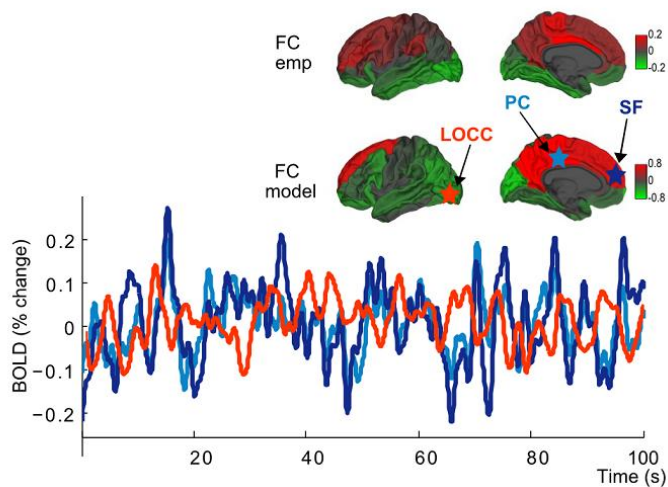 FC
emp
0.2
0
-0.2
PC
SF
LOCC
FC
model
0.8
0
-0.8
BOLD (% change)
0.2
0.1
0
−0.1
−0.2
20
40
60
80
100
Time (s)